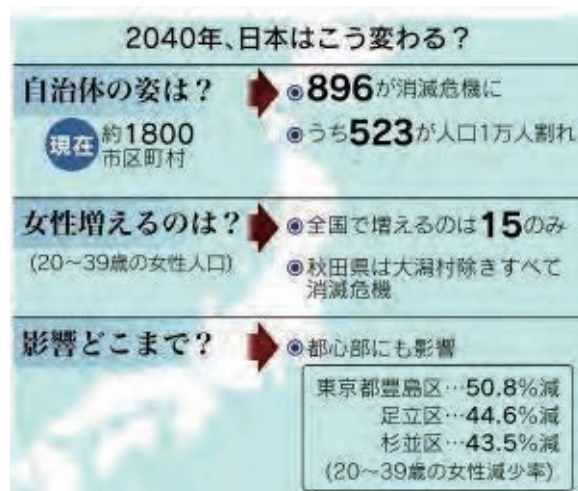 2040年、日本はこう変わる?
自治体の姿は?
現在
約1800
市区町村
896が消滅危機に
うち523が人口1万人割れ
女性増えるのは?
(20〜39歳の女性人口)
全国で増えるのは15のみ
秋田県は大潟村除きすべて
消滅危機
影響どこまで?
都心部にも影響
東京都豊島区…50.8%減
足立区…44.6%減
杉並区…43.5%減
(20〜39歳の女性減少率)